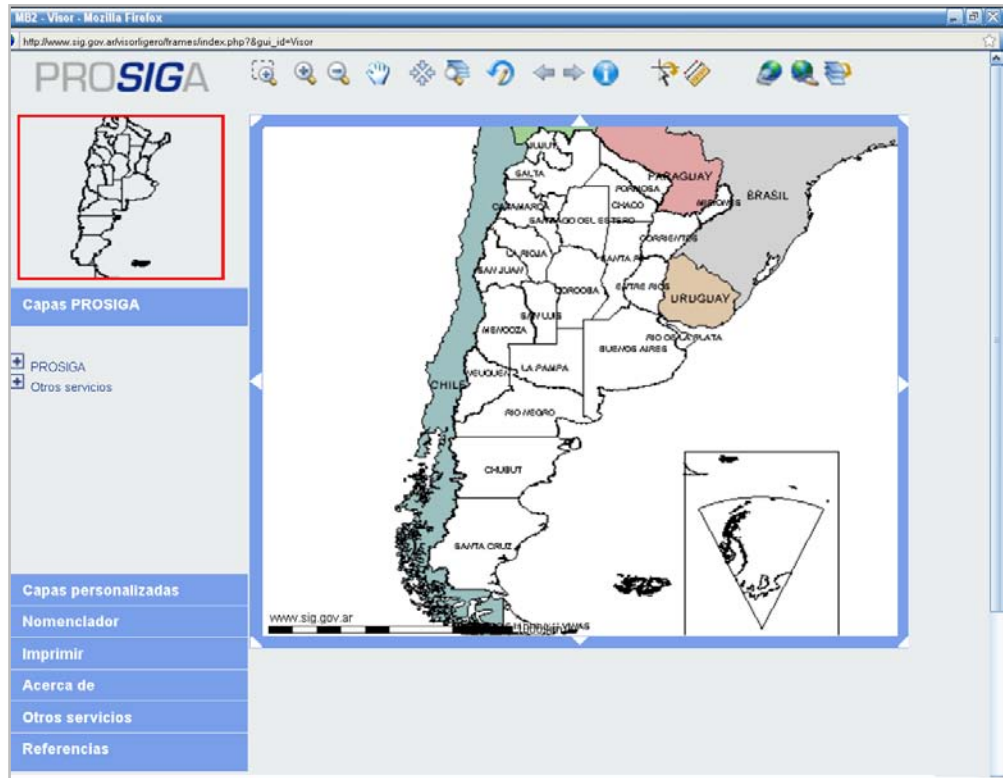 MB2 - Visor - Mozilla Firefox
http://www.sig.gov.ar/visorligero/frames/index.php?&gui_id=Visor
PROSIGA
Capas PROSIGA
PROSIGA
Otros servicios
Capas personalizadas
Nomenclador
Imprimir
Acerca de
Otros servicios
Referencias
JUJUY
SALTA
PARAGUAY
FORMOSA
BRASIL
CATAMARCA
CHACO
MISIONES
SANTIAGO DEL ESTERO
CORRIENTES
LA RIOJA
SANTA FE
SAN JUAN
CORDOBA
ENTRE RIOS
URUGUAY
SAN LUIS
MENDOZA
RIO DE LA PLATA
BUENOS AIRES
LA PAMPA
NEUQUEN
CHILE
RIO NEGRO
CHUBUT
SANTA CRUZ
www.sig.gov.ar